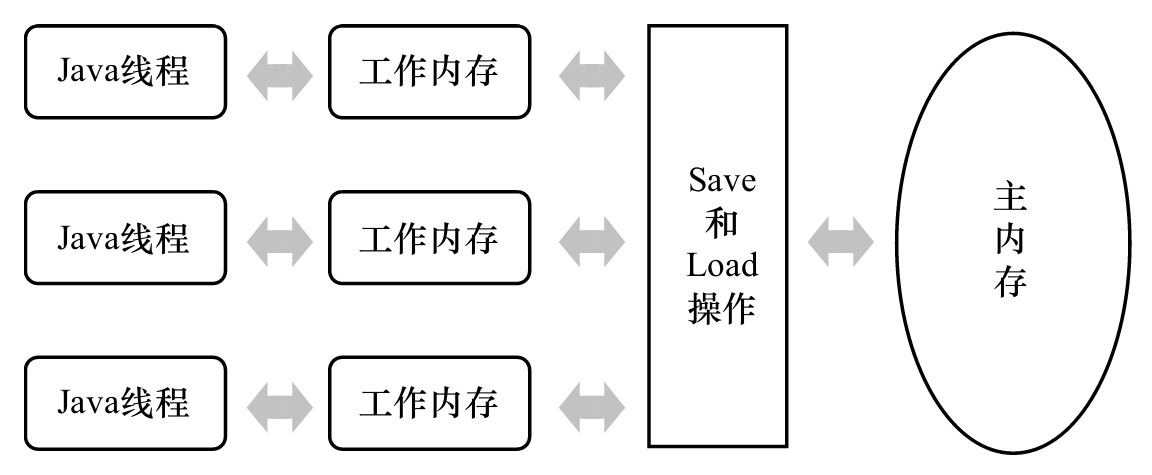 Java线程
工作内存
Java线程
工作内存
Java线程
工作内存
Save
和
Load
操作
主
内
存